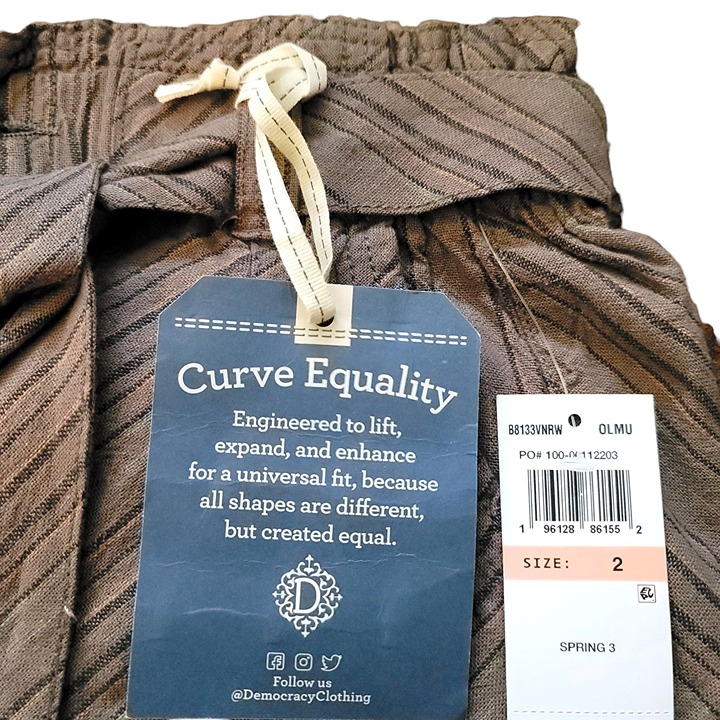 Curve Equality
Engineered to lift,
expand, and enhance
for a universal fit, because
all shapes are different,
but created equal.
D
Follow us
@DemocracyClothing
B8133VNRW OLMU
PO#
1 96128 86155 2
SIZE: 2
SPRING 3